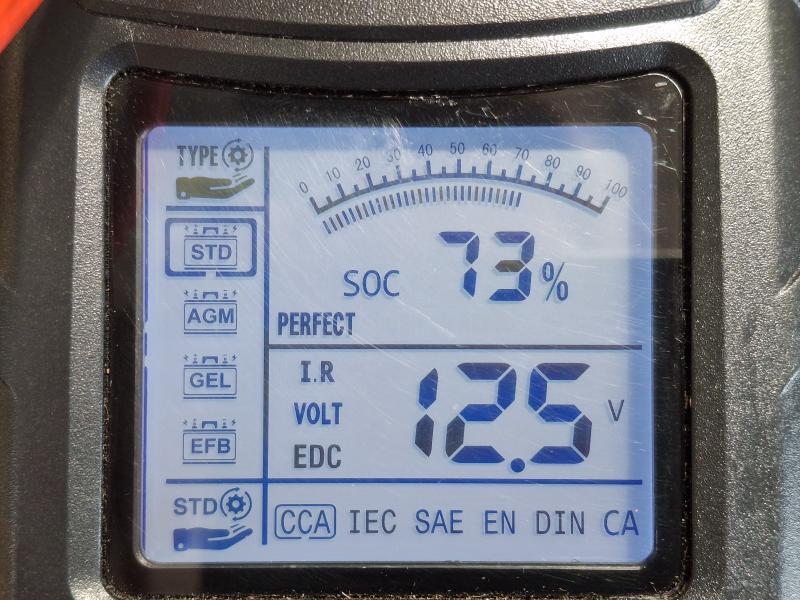 TYPE
STD
AGM
GEL
EFB
STD
0 10 20 30 40 50 60 70 80 90 100
SOC 73%
PERFECT
I.R
VOLT 12.5 V
EDC
CCA IEC SAE EN DIN CA